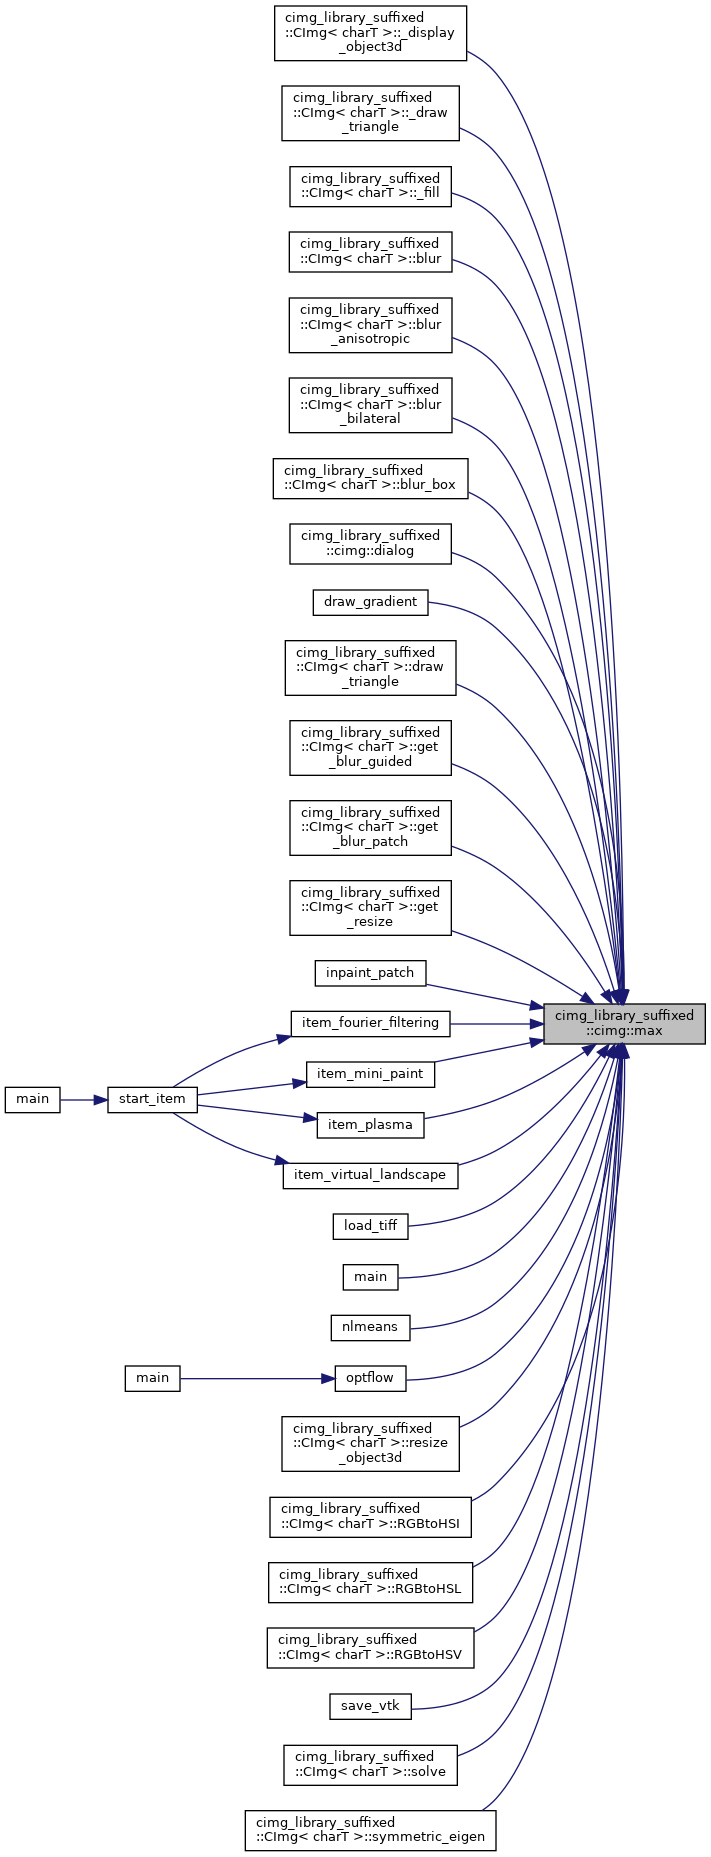 cimg_library_suffixed
::CImg< charT >::_display
_object3d
cimg_library_suffixed
::CImg< charT >::_draw
_triangle
cimg_library_suffixed
::CImg< charT >::_fill
cimg_library_suffixed
::CImg< charT >::blur
cimg_library_suffixed
::CImg< charT >::blur
_anisotropic
cimg_library_suffixed
::CImg< charT >::blur
_bilateral
cimg_library_suffixed
::CImg< charT >::blur_box
cimg_library_suffixed
::cimg::dialog
draw_gradient
cimg_library_suffixed
::CImg< charT >::draw
_triangle
cimg_library_suffixed
::CImg< charT >::get
_blur_guided
cimg_library_suffixed
::CImg< charT >::get
_blur_patch
cimg_library_suffixed
::CImg< charT >::get
_resize
inpaint_patch
cimg_library_suffixed
::cimg::max
item_fourier_filtering
item_mini_paint
main
start_item
item_plasma
item_virtual_landscape
load_tiff
main
nlmeans
main
optflow
cimg_library_suffixed
::CImg< charT >::resize
_object3d
cimg_library_suffixed
::CImg< charT >::RGBtoHSI
cimg_library_suffixed
::CImg< charT >::RGBtoHSL
cimg_library_suffixed
::CImg< charT >::RGBtoHSV
save_vtk
cimg_library_suffixed
::CImg< charT >::solve
cimg_library_suffixed
::CImg< charT >::symmetric_eigen